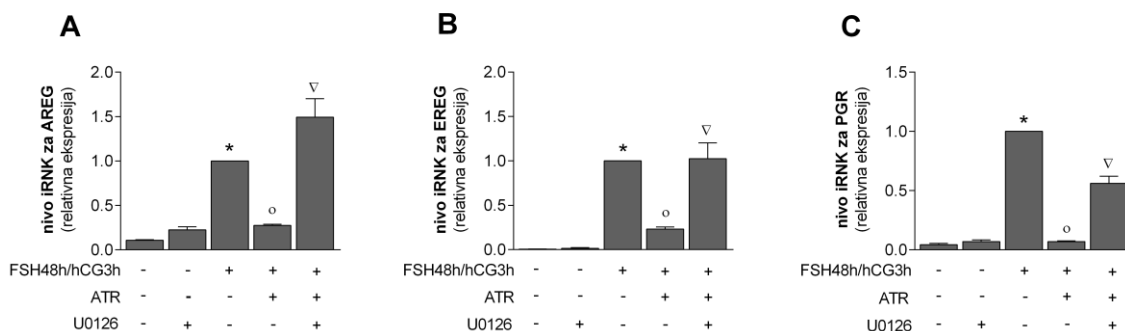 A
nivo iRNK za AREG
(relativna ekspresija)
2.0
1.5
1.0
0.5
0.0
*
o
∇
FSH48h/hCG3h - - + + +
ATR - - - + +
U0126 - + - - +
B
nivo iRNK za EREG
(relativna ekspresija)
2.0
1.5
1.0
0.5
0.0
*
o
∇
FSH48h/hCG3h - - + + +
ATR - - - + +
U0126 - + - - +
C
nivo iRNK za PGR
(relativna ekspresija)
1.5
1.0
0.5
0.0
*
o
∇
FSH48h/hCG3h - - + + +
ATR - - - + +
U0126 - + - - +